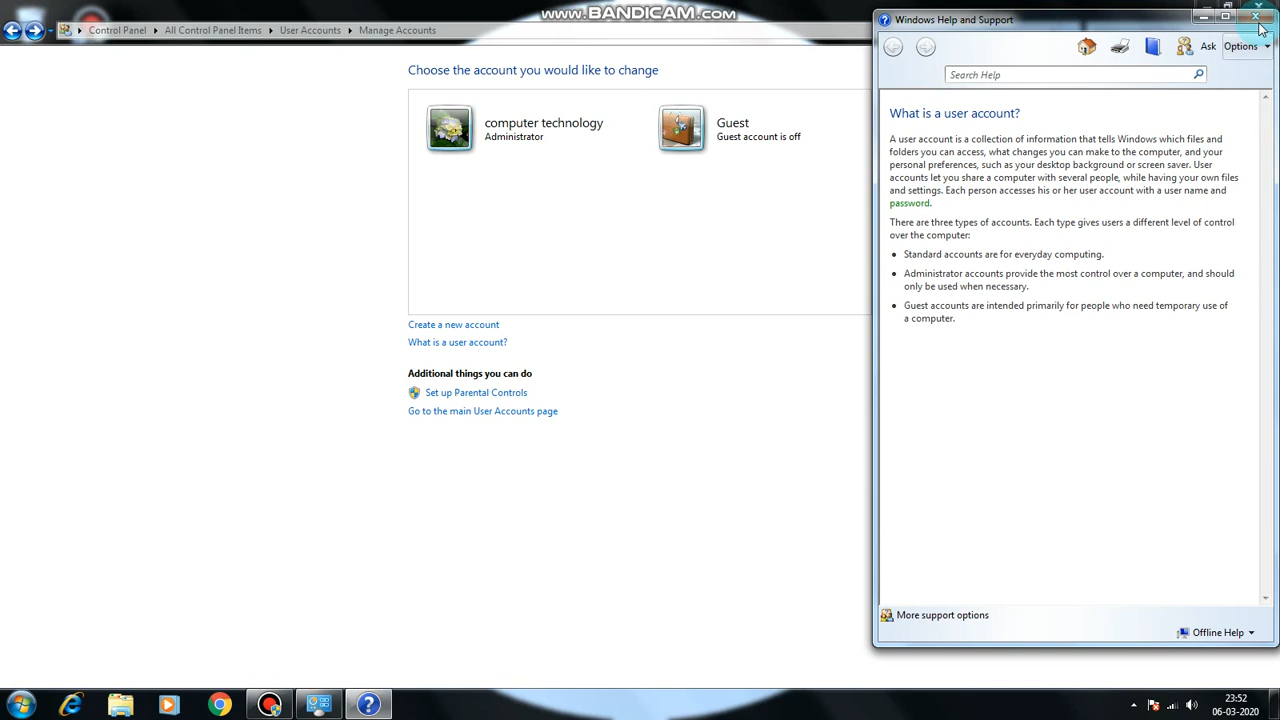 www.BANDICAM.com
Control Panel
All Control Panel Items
User Accounts
Manage Accounts
Choose the account you would like to change
computer technology
Administrator
Guest
Guest account is off
Create a new account
What is a user account?
Additional things you can do
Set up Parental Controls
Go to the main User Accounts page
Windows Help and Support
Ask
Options
Search Help
What is a user account?
A user account is a collection of information that tells Windows which files and
folders you can access, what changes you can make to the computer, and your
personal preferences, such as your desktop background or screen saver. User
accounts let you share a computer with several people, while having your own files
and settings. Each person accesses his or her user account with a user name and
password.
There are three types of accounts. Each type gives users a different level of control
over the computer:
Standard accounts are for everyday computing.
Administrator accounts provide the most control over a computer, and should
only be used when necessary.
Guest accounts are intended primarily for people who need temporary use of
a computer.
More support options
Offline Help
23:52
06-03-2020